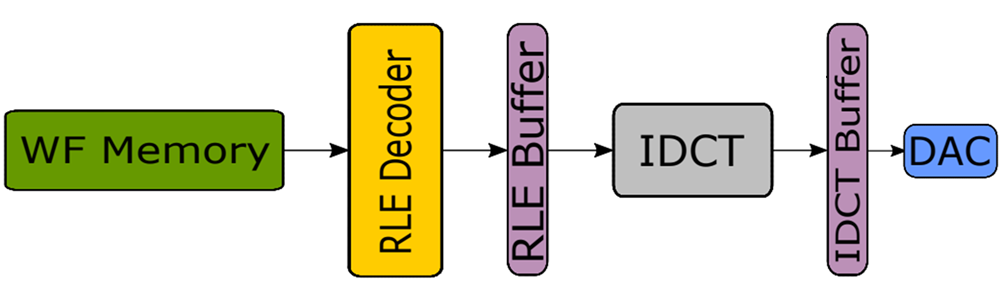 WF Memory
RLE Decoder
RLE Buffer
IDCT
IDCT Buffer
DAC